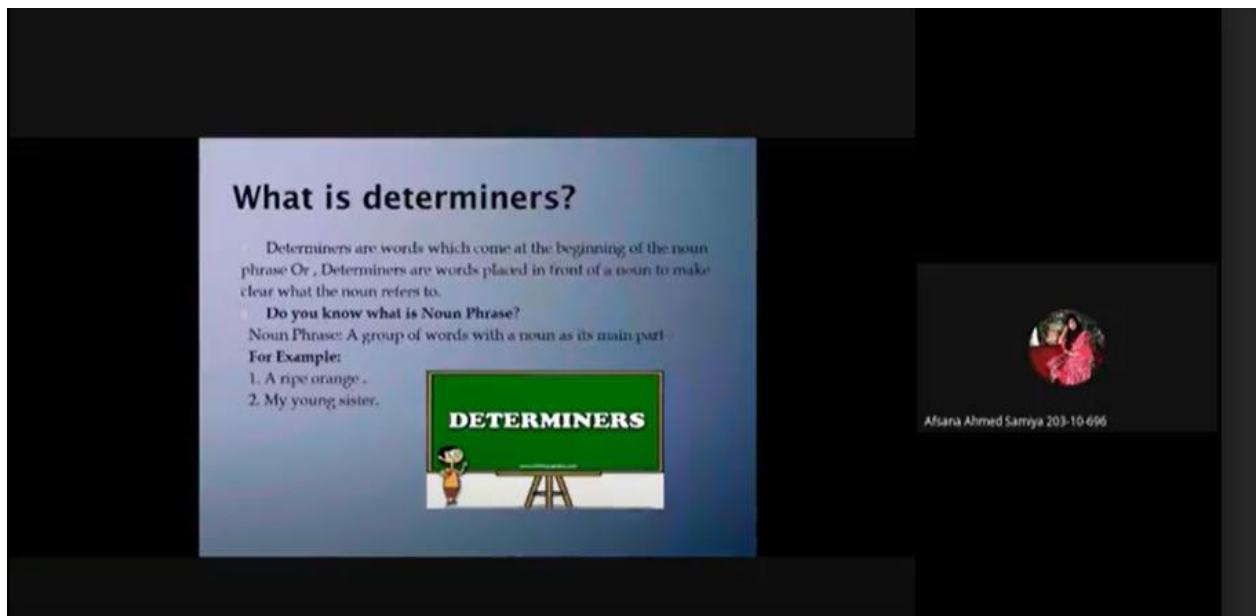 What is determiners?
Determiners are words which come at the beginning of the noun
phrase Or , Determiners are words placed in front of a noun to make
clear what the noun refers to.
Do you know what is Noun Phrase?
Noun Phrase: A group of words with a noun as its main part
For Example:
1. A ripe orange .
2. My young sister.
DETERMINERS
Afsana Ahmed Samiya 203-10-696